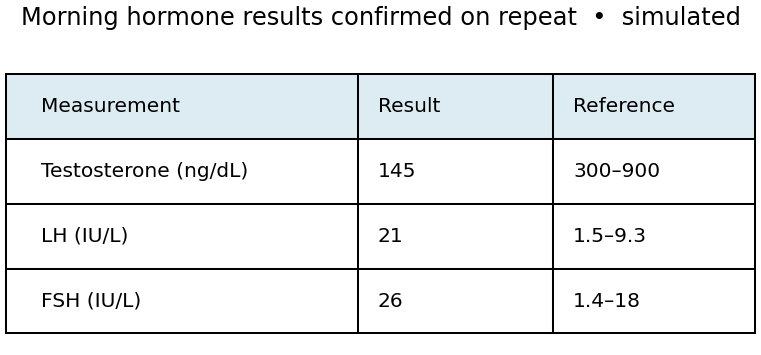 Morning hormone results confirmed on repeat • simulated
Measurement Result Reference
Testosterone (ng/dL) 145 300–900
LH (IU/L) 21 1.5–9.3
FSH (IU/L) 26 1.4–18